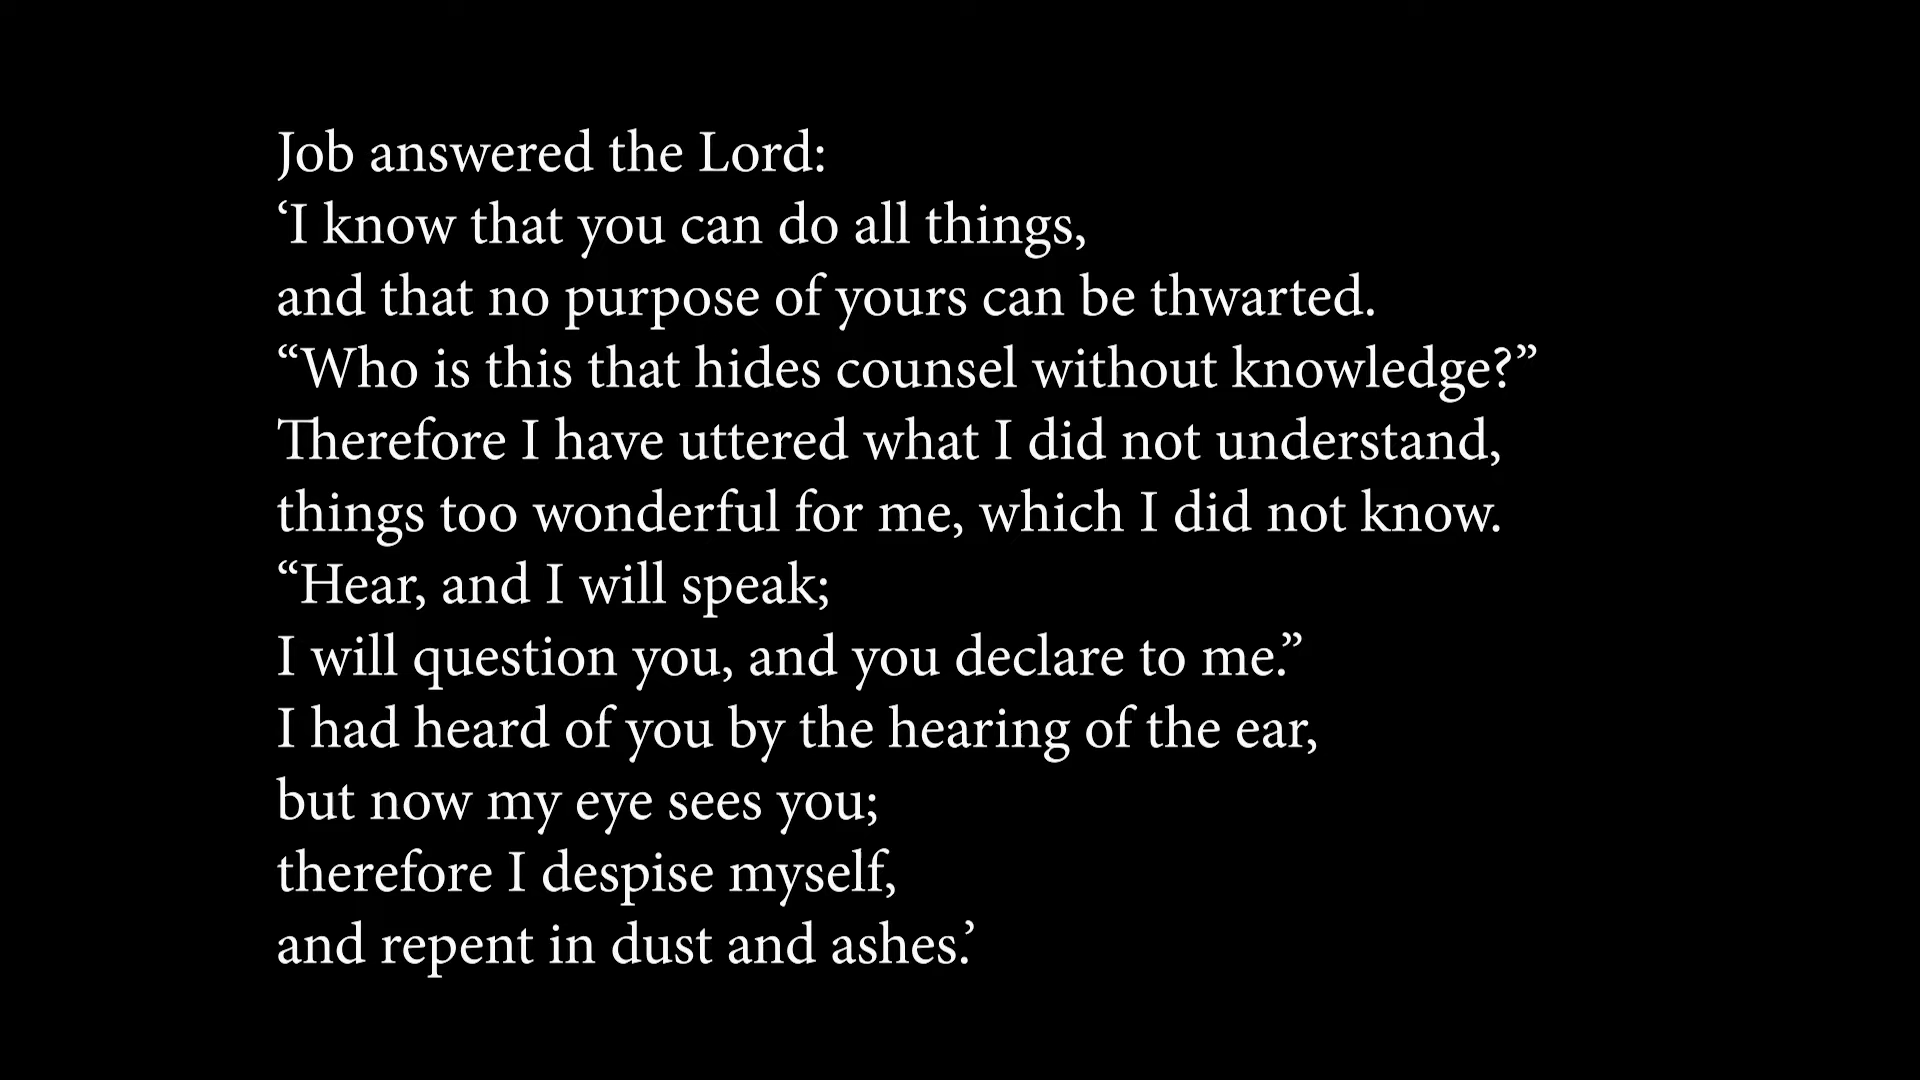 Job answered the Lord:
‘I know that you can do all things,
and that no purpose of yours can be thwarted.
“Who is this that hides counsel without knowledge?”
Therefore I have uttered what I did not understand,
things too wonderful for me, which I did not know.
“Hear, and I will speak;
I will question you, and you declare to me.”
I had heard of you by the hearing of the ear,
but now my eye sees you;
therefore I despise myself,
and repent in dust and ashes.’